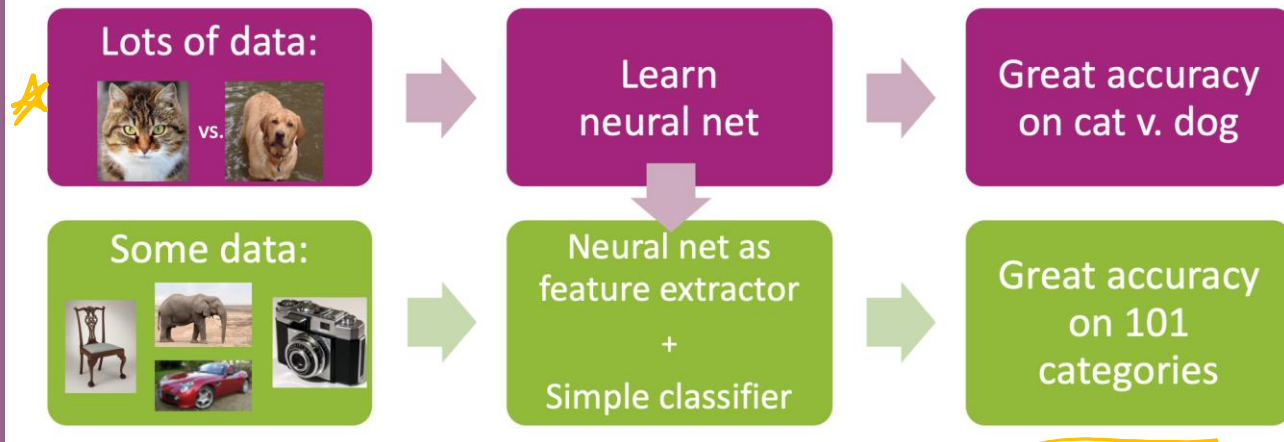 Lots of data:
vs.
Learn
neural net
Great accuracy
on cat v. dog
Some data:
Neural net as
feature extractor
+
Simple classifier
Great accuracy
on 101
categories